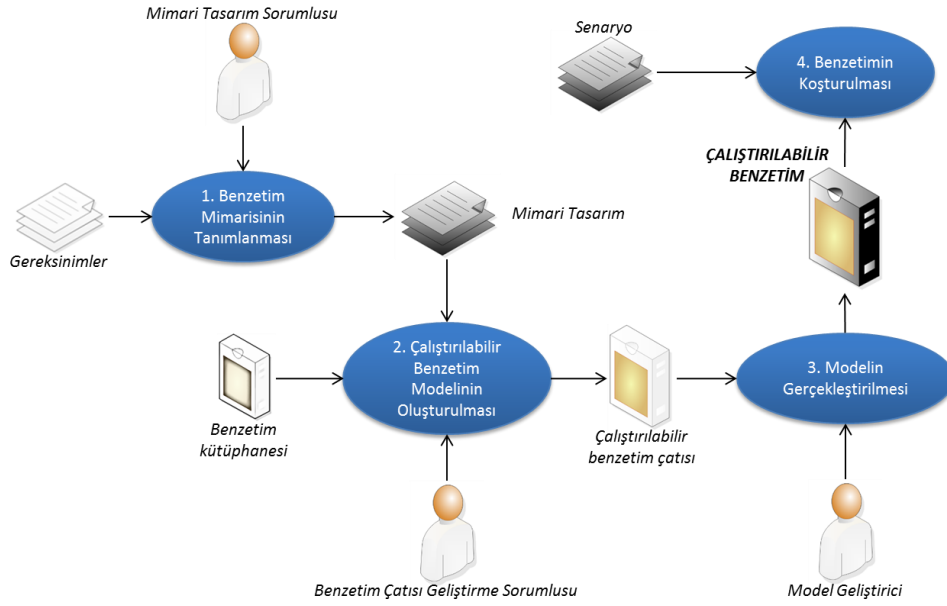 Mimari Tasarım Sorumlusu
Senaryo
4. Benzetimin
Koşturulması
ÇALIŞTIRILABİLİR
BENZETİM
1. Benzetim
Mimarisinin
Tanımlanması
Mimari Tasarım
Gereksinimler
2. Çalıştırılabilir
Benzetim
Modelinin
Oluşturulması
3. Modelin
Gerçekleştirilmesi
Benzetim
kütüphanesi
Çalıştırılabilir
benzetim çatısı
Benzetim Çatısı Geliştirme Sorumlusu
Model Geliştirici